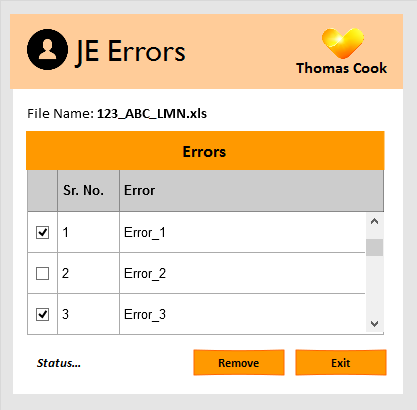 JE Errors
Thomas Cook
File Name: 123_ABC_LMN.xls
Errors
Sr. No. Error
1 Error_1
2 Error_2
3 Error_3
Status...
Remove Exit